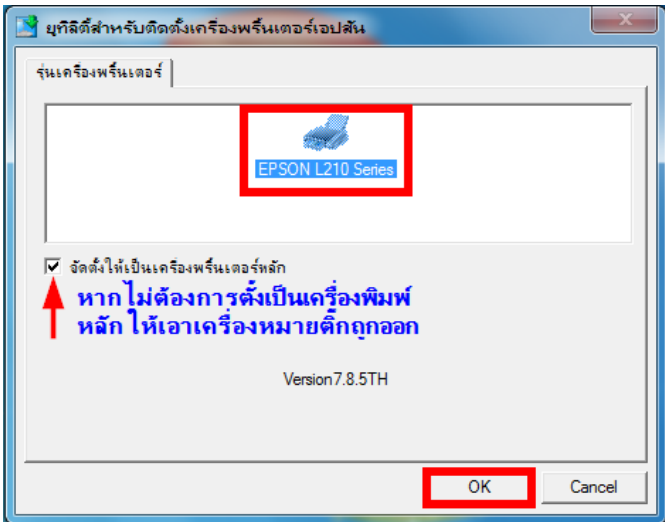 ยูทิลิตี้สำหรับติดตั้งเครื่องพริ้นเตอร์เอปสัน
รุ่นเครื่องพริ้นเตอร์
EPSON L210 Series
จัดตั้งให้เป็นเครื่องพริ้นเตอร์หลัก
หาก ไม่ต้องการตั้งเป็นเครื่องพิมพ์
หลัก ให้เอาเครื่องหมายติ๊กถูกออก
Version7.8.5TH
OK
Cancel